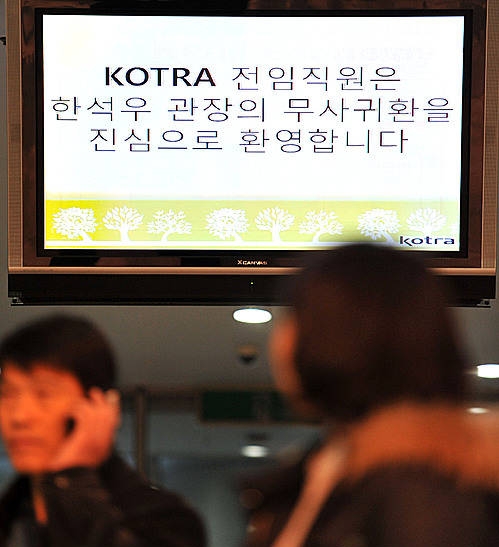 KOTRA 전임직원은
한석우 관장의 무사귀환을
진심으로 환영합니다
kotra
XCANVAS